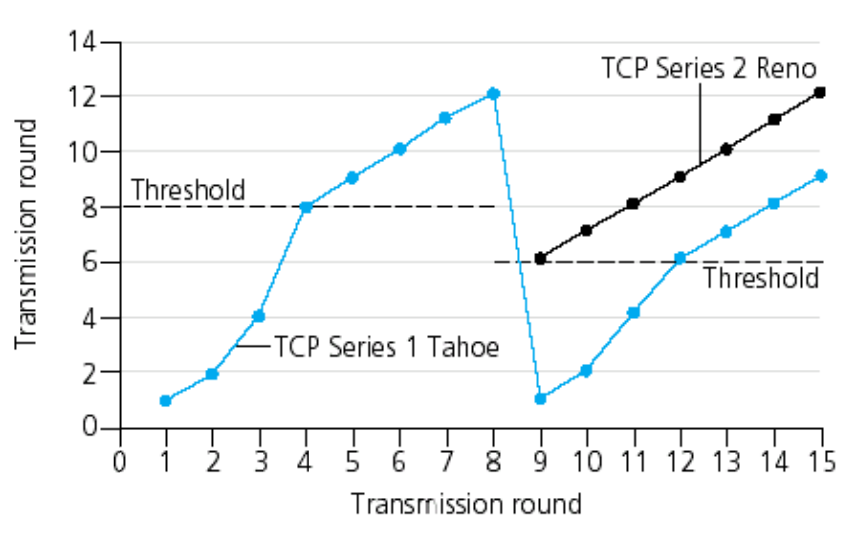 14
TCP Series 2 Reno
12
10
Threshold
8
6
Threshold
4
TCP Series 1 Tahoe
2
0
0 1 2 3 4 5 6 7 8 9 10 11 12 13 14 15
Transmission round
Transmission round